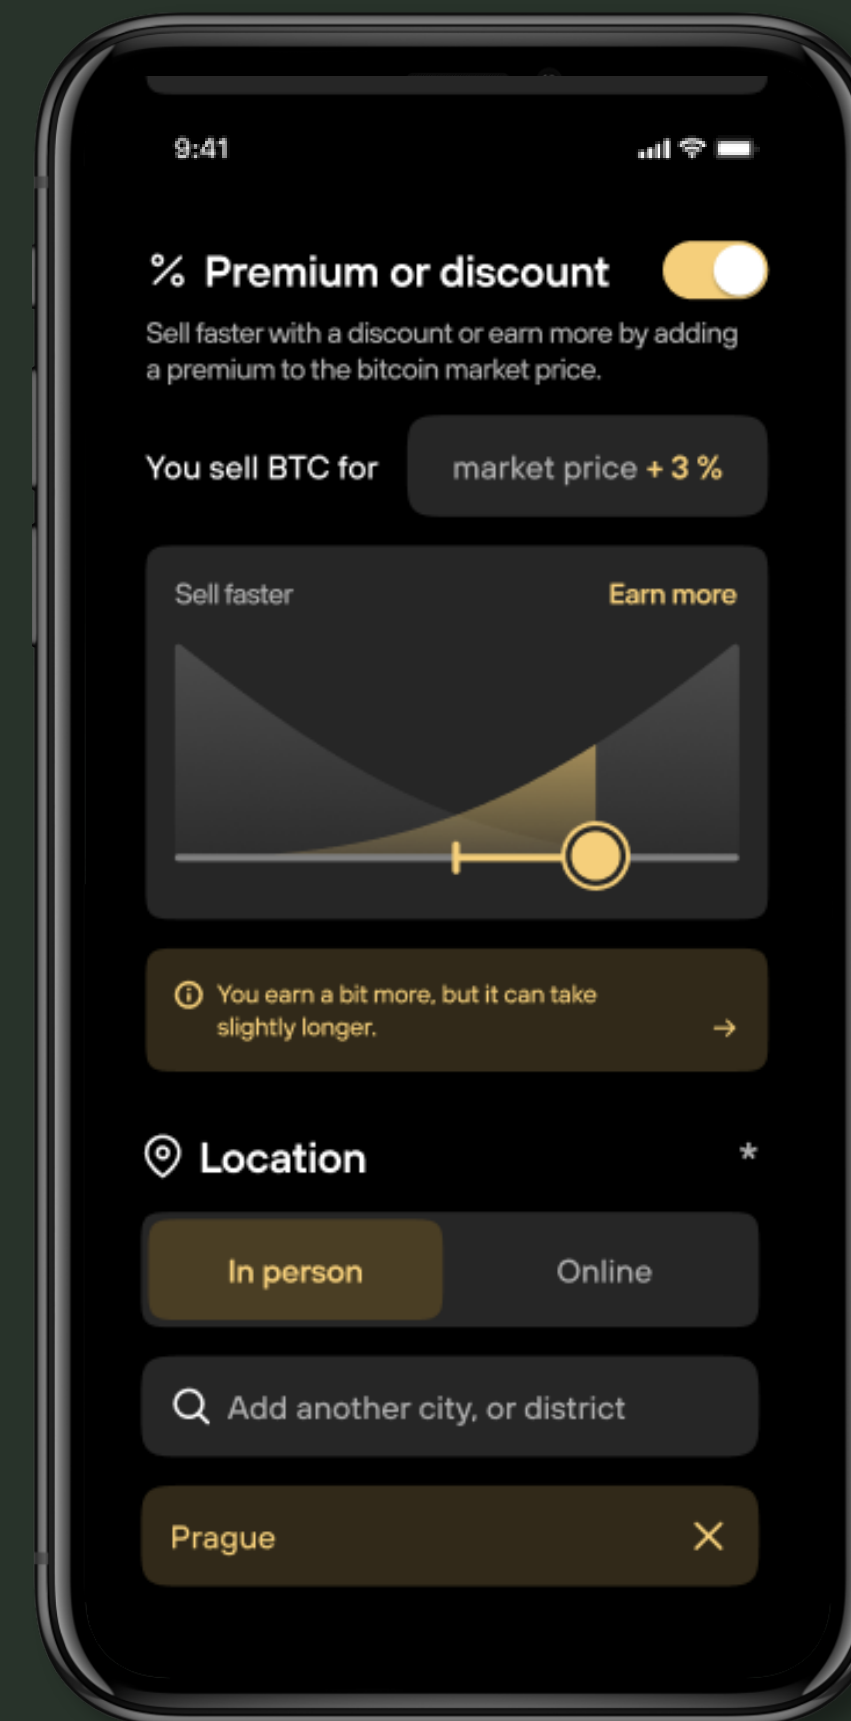 9:41
% Premium or discount
Sell faster with a discount or earn more by adding
a premium to the bitcoin market price.
You sell BTC for market price + 3 %
Sell faster Earn more
You earn a bit more, but it can take
slightly longer.
Location *
In person Online
Add another city, or district
Prague